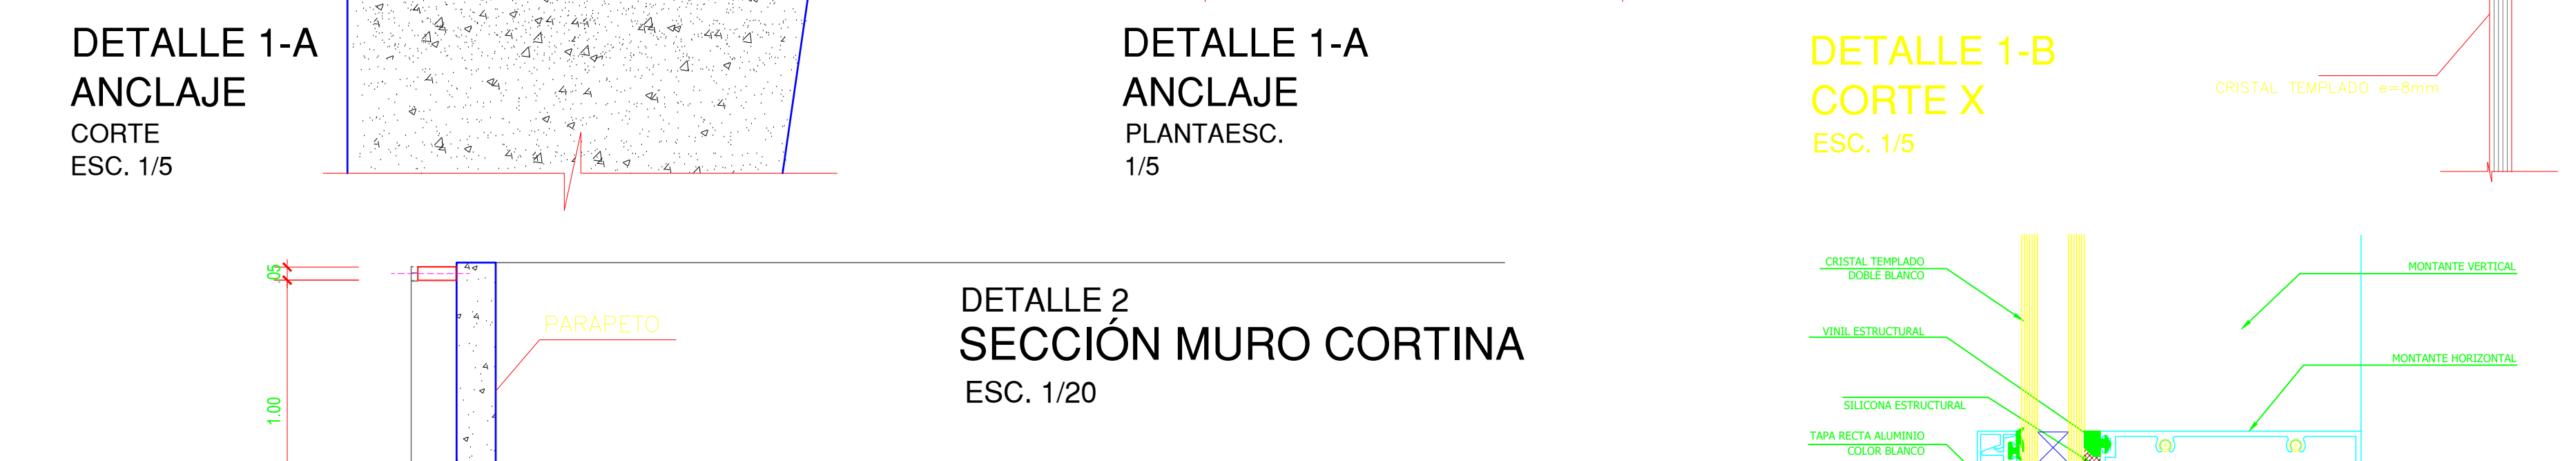 DETALLE 1-A
ANCLAJE
CORTE
ESC. 1/5
DETALLE 1-A
ANCLAJE
PLANTAESC.
1/5
DETALLE 1-B
CORTE X
ESC. 1/5
CRISTAL TEMPLADO e=8mm
.05
1.00
PARAPETO
DETALLE 2
SECCIÓN MURO CORTINA
ESC. 1/20
CRISTAL TEMPLADO
DOBLE BLANCO
VINIL ESTRUCTURAL
SILICONA ESTRUCTURAL
TAPA RECTA ALUMINIO
COLOR BLANCO
MONTANTE VERTICAL
MONTANTE HORIZONTAL